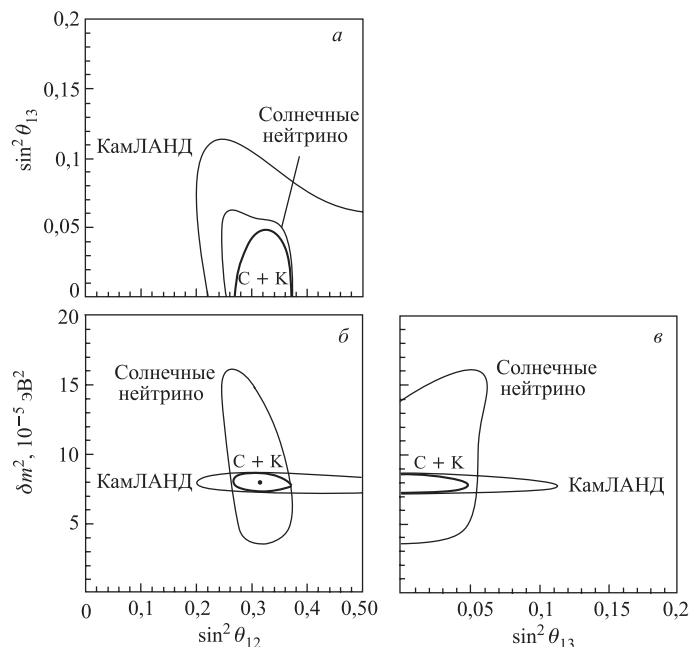 0,2
а
0,15
Солнечные
нейтрино
sin² θ₁₃
КамЛАНД
0,1
0,05
С + К
0
20
б
в
Солнечные
нейтрино
Солнечные
нейтрино
15
δm², 10⁻⁵ эВ²
10
С + К
С + К
КамЛАНД
КамЛАНД
5
0
0,1
0,2
0,3
0,4
0,50
0,05
0,1
0,15
0,2
sin² θ₁₂
sin² θ₁₃